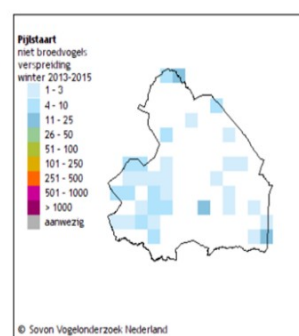 Pijlstaart
niet broedvogels
verspreiding
winter 2013-2015
1 - 3
4 - 10
11 - 25
26 - 50
51 - 100
101 - 250
251 - 500
501 - 1000
> 1000
aanwezig
© Sovon Vogelonderzoek Nederland